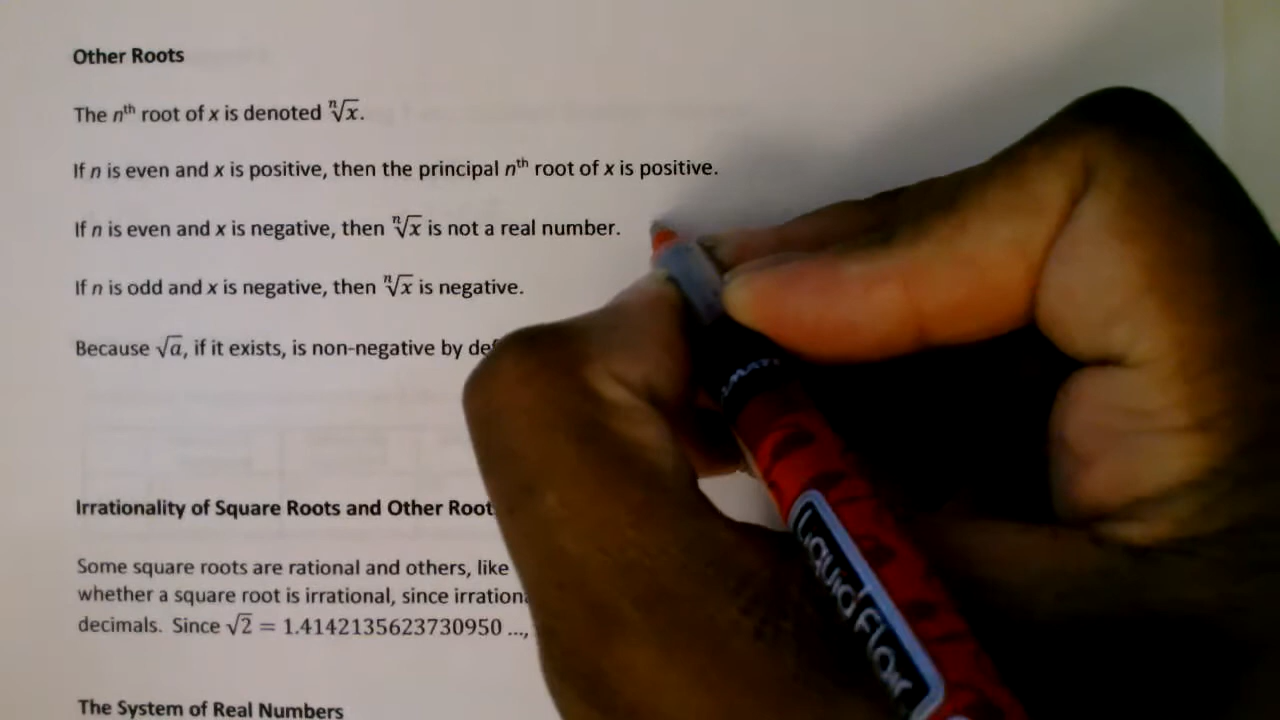 Other Roots
The nᵗʰ root of x is denoted ⁿ√x.
If n is even and x is positive, then the principal nᵗʰ root of x is positive.
If n is even and x is negative, then ⁿ√x is not a real number.
If n is odd and x is negative, then ⁿ√x is negative.
Because √a, if it exists, is non-negative by
Irrationality of Square Roots and Other
Some square roots are rational and others, like
whether a square root is irrational, since
decimals. Since √2 = 1.4142135623730950 ...,
The System of Real Numbers
Liquid Flair